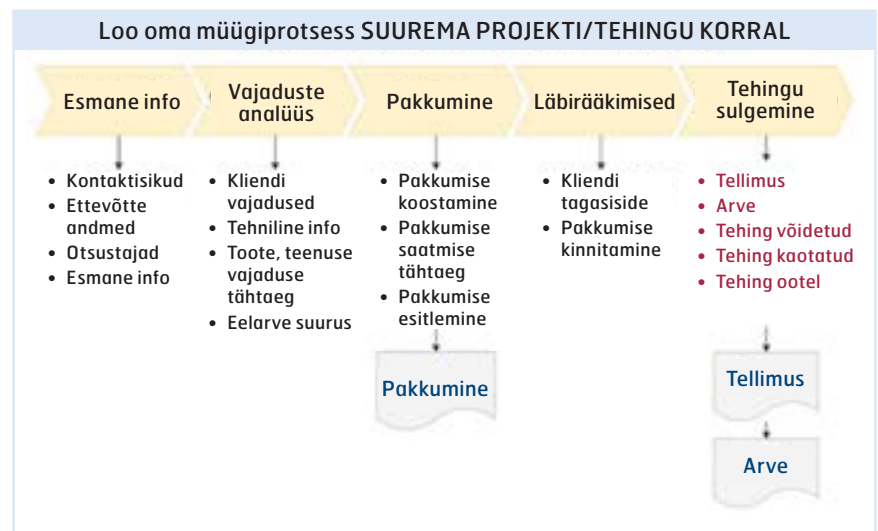 Loo oma müügiprotsess SUUREMA PROJEKTI/TEHINGU KORRAL
Esmane info
Vajaduste
analüüs
Pakkumine
Läbirääkimised
Tehingu
sulgemine
• Kontaktisikud
• Ettevõtte
andmed
• Otsustajad
• Esmane info
• Kliendi
vajadused
• Tehniline info
• Toote, teenuse
vajaduse
tähtaeg
• Eelarve suurus
• Pakkumise
koostamine
• Pakkumise
saatmise
tähtaeg
• Pakkumise
esitlemine
• Kliendi
tagasiside
• Pakkumise
kinnitamine
• Tellimus
• Arve
• Tehing võidetud
• Tehing kaotatud
• Tehing ootel
Pakkumine
Tellimus
Arve